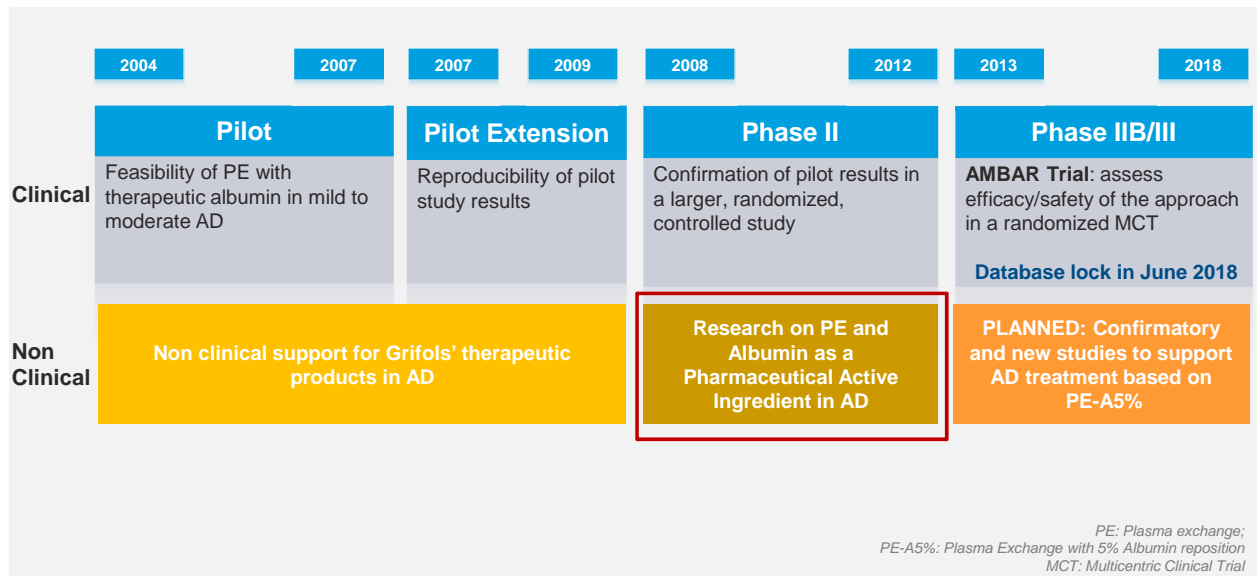 2004 2007 2007 2009 2008 2012 2013 2018
Pilot Pilot Extension Phase II Phase IIB/III
Clinical
Feasibility of PE with
therapeutic albumin in mild to
moderate AD
Reproducibility of pilot
study results
Confirmation of pilot results in
a larger, randomized,
controlled study
AMBAR Trial: assess
efficacy/safety of the approach
in a randomized MCT
Database lock in June 2018
Non
Clinical
Non clinical support for Grifols’ therapeutic
products in AD
Research on PE and
Albumin as a
Pharmaceutical Active
Ingredient in AD
PLANNED: Confirmatory
and new studies to support
AD treatment based on
PE-A5%
PE: Plasma exchange;
PE-A5%: Plasma Exchange with 5% Albumin reposition
MCT: Multicentric Clinical Trial